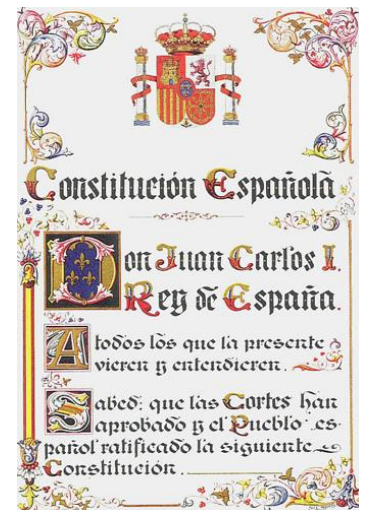 Constitución Española
Don Juan Carlos I.
Rey de España.
A todos los que la presente
vieren y entendieren.
Sabed: que las Cortes han
aprobado y el Pueblo es-
pañol ratificado la siguiente
Constitución.